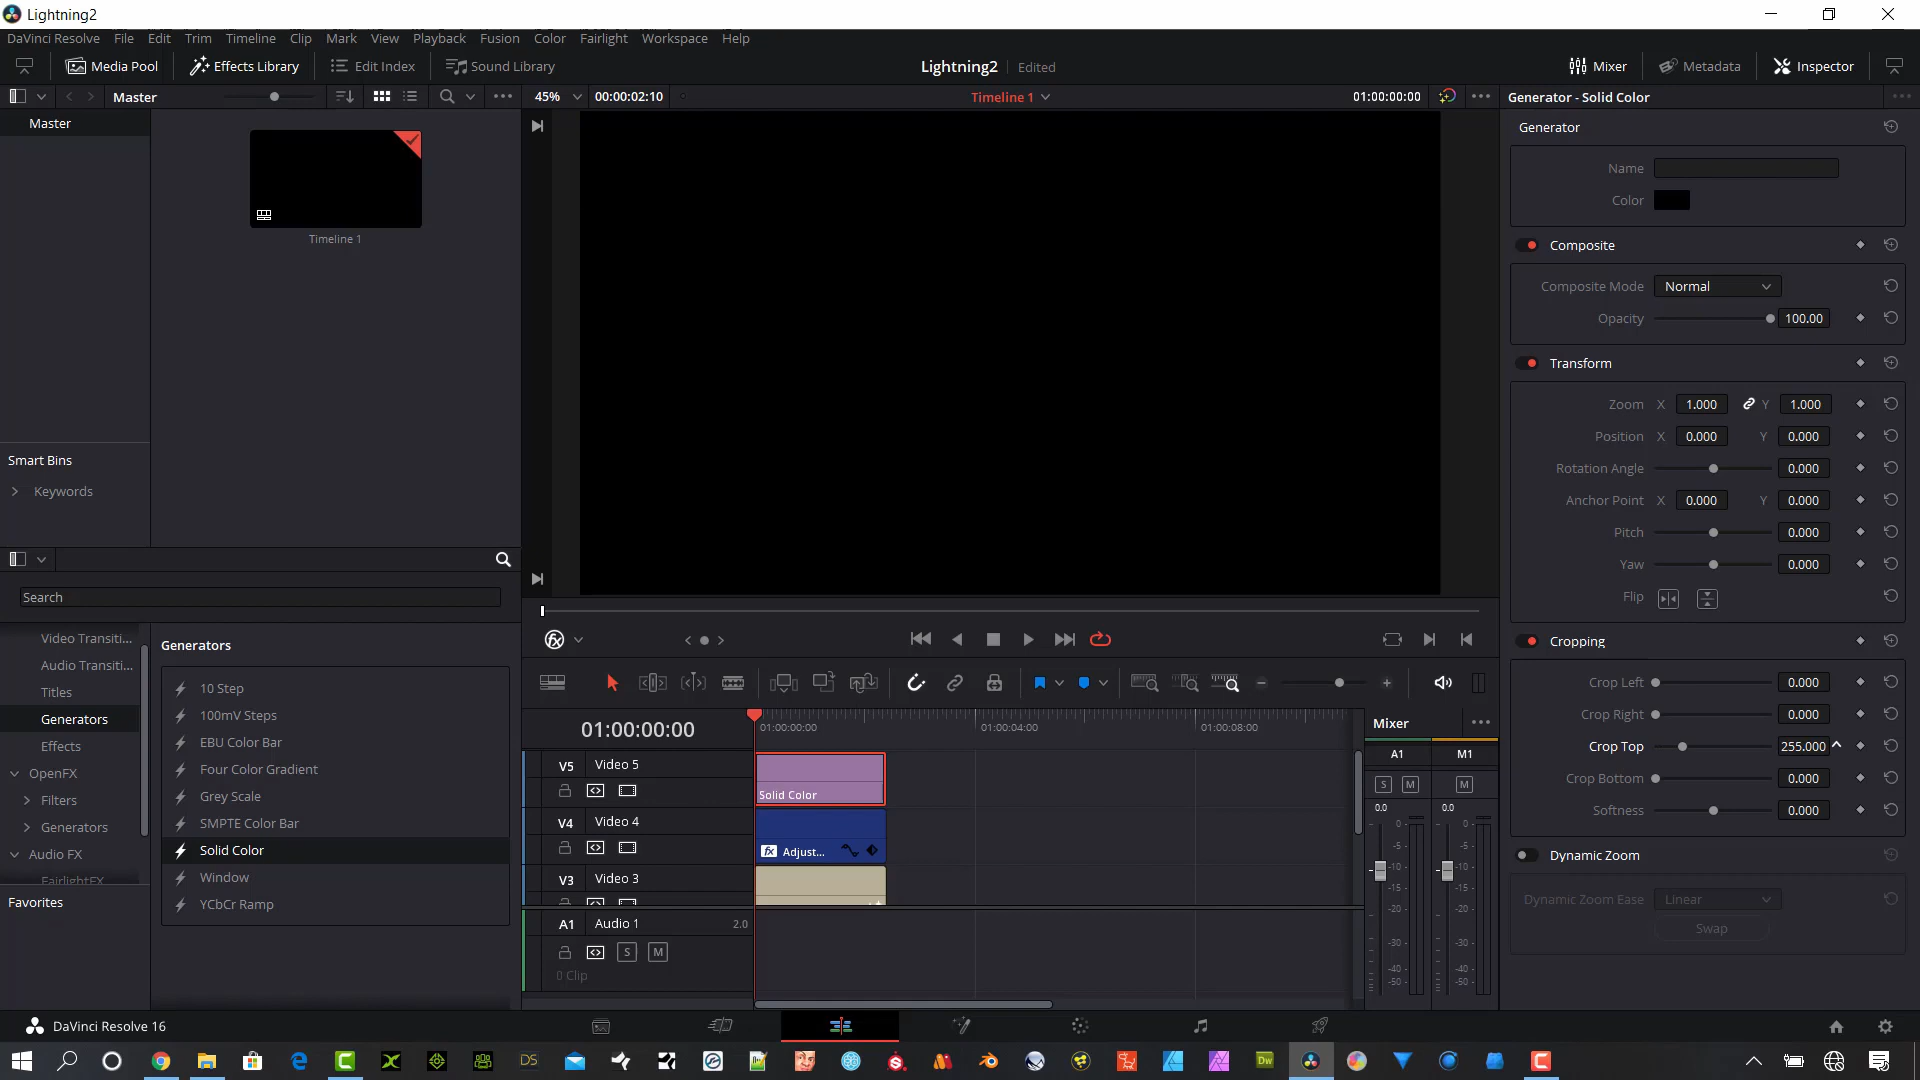 Lightning2
DaVinci Resolve File Edit Trim Timeline Clip Mark View Playback Fusion Color Fairlight Workspace Help
Media Pool Effects Library Edit Index Sound Library Lightning2 Edited Mixer Metadata Inspector
Master 45% 00:00:02:10 Timeline 1 01:00:00:00 Generator - Solid Color
Master
Timeline 1
Smart Bins
Keywords
Search
Video Transiti...
Audio Transiti...
Titles
Generators
Effects
OpenFX
Filters
Generators
Audio FX
FairlightFX
Favorites
Generators
10 Step
100mV Steps
EBU Color Bar
Four Color Gradient
Grey Scale
SMPTE Color Bar
Solid Color
Window
YCbCr Ramp
01:00:00:00
01:00:00:00 01:00:04:00 01:00:08:00
V5 Video 5
Solid Color
V4 Video 4
fx Adjust...
V3 Video 3
A1 Audio 1 2.0
S M
0 Clip
Mixer
A1 M1
S M M
0.0 0.0
0- 0-
-5- -5-
-10- -10-
-15- -15-
-20- -20-
-30- -30-
-40- -40-
-50- -50-
Generator
Name
Color
Composite
Composite Mode Normal
Opacity 100.00
Transform
Zoom X 1.000 Y 1.000
Position X 0.000 Y 0.000
Rotation Angle 0.000
Anchor Point X 0.000 Y 0.000
Pitch 0.000
Yaw 0.000
Flip
Cropping
Crop Left 0.000
Crop Right 0.000
Crop Top 255.000
Crop Bottom 0.000
Softness 0.000
Dynamic Zoom
Dynamic Zoom Ease Linear
Swap
DaVinci Resolve 16
DS
Dw